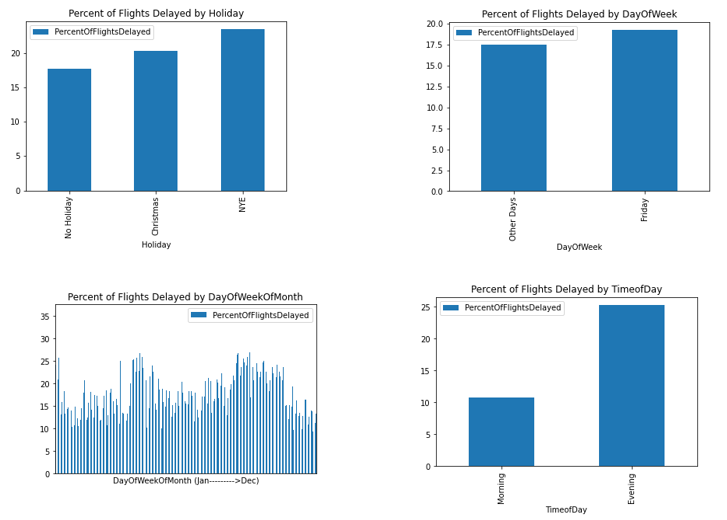 Percent of Flights Delayed by Holiday
PercentOfFlightsDelayed
20
15
10
5
0
No Holiday
Christmas
NYE
Holiday
Percent of Flights Delayed by DayOfWeek
PercentOfFlightsDelayed
20.0
17.5
15.0
12.5
10.0
7.5
5.0
2.5
0.0
Other Days
Friday
DayOfWeek
Percent of Flights Delayed by DayOfWeekOfMonth
PercentOfFlightsDelayed
35
30
25
20
15
10
5
0
DayOfWeekOfMonth (Jan--------->Dec)
Percent of Flights Delayed by TimeofDay
PercentOfFlightsDelayed
25
20
15
10
5
0
Morning
Evening
TimeofDay